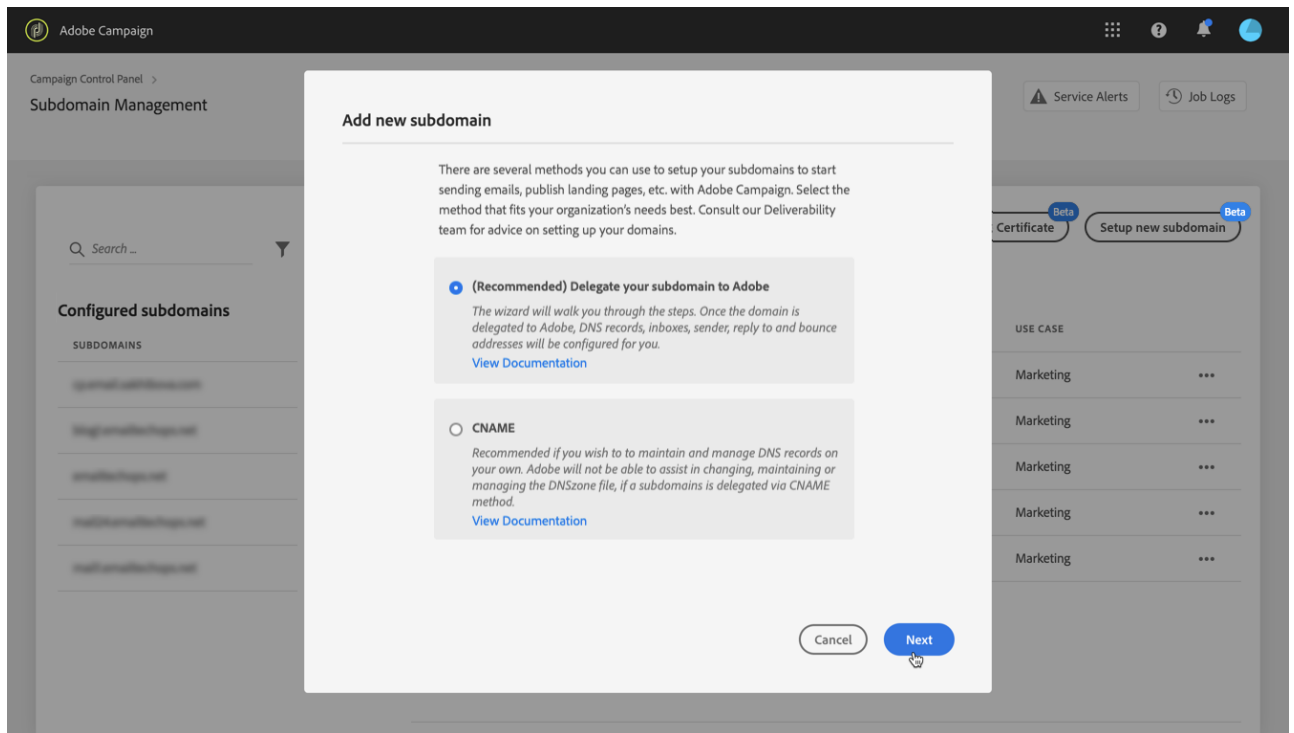 Adobe Campaign
Campaign Control Panel >
Subdomain Management
Service Alerts
Job Logs
Add new subdomain
There are several methods you can use to setup your subdomains to start
sending emails, publish landing pages, etc. with Adobe Campaign. Select the
method that fits your organization's needs best. Consult our Deliverability
team for advice on setting up your domains.
(Recommended) Delegate your subdomain to Adobe
The wizard will walk you through the steps. Once the domain is
delegated to Adobe, DNS records, inboxes, sender, reply to and bounce
addresses will be configured for you.
View Documentation
CNAME
Recommended if you wish to to maintain and manage DNS records on
your own. Adobe will not be able to assist in changing, maintaining or
managing the DNSzone file, if a subdomains is delegated via CNAME
method.
View Documentation
Cancel
Next
Search ...
Configured subdomains
SUBDOMAINS
Beta
Certificate
Beta
Setup new subdomain
USE CASE
Marketing
Marketing
Marketing
Marketing
Marketing